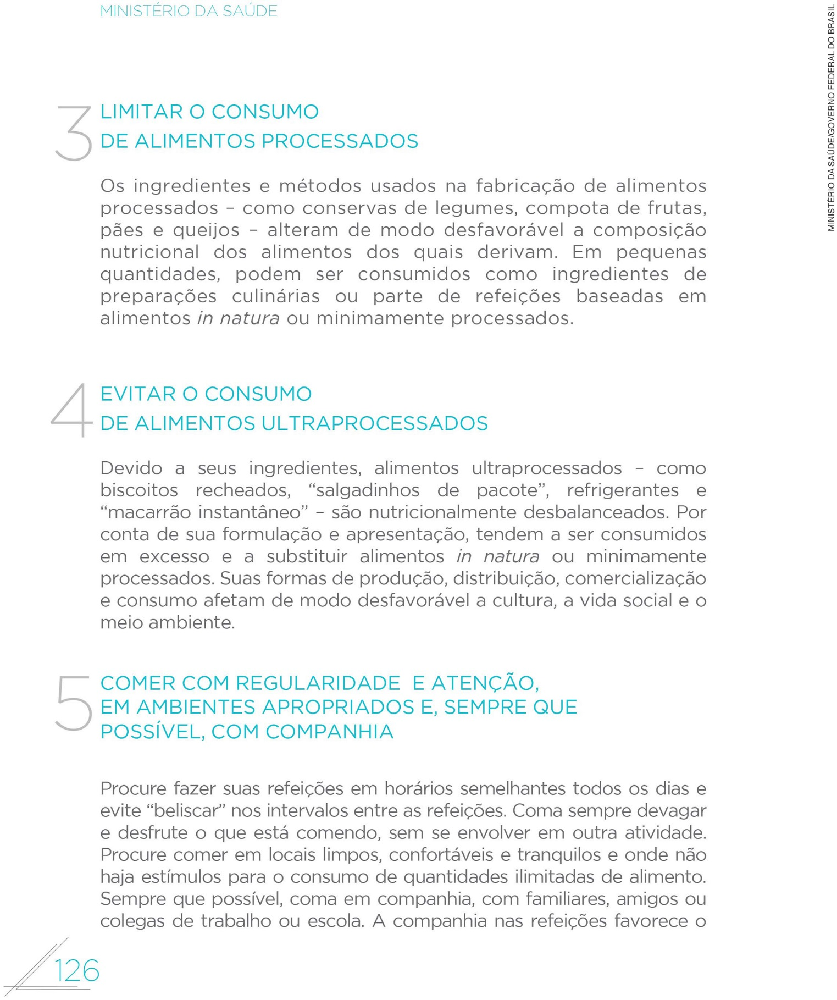 MINISTÉRIO DA SAÚDE
MINISTÉRIO DA SAÚDE/GOVERNO FEDERAL DO BRASIL
3
LIMITAR O CONSUMO
DE ALIMENTOS PROCESSADOS
Os ingredientes e métodos usados na fabricação de alimentos
processados – como conservas de legumes, compota de frutas,
pães e queijos – alteram de modo desfavorável a composição
nutricional dos alimentos dos quais derivam. Em pequenas
quantidades, podem ser consumidos como ingredientes de
preparações culinárias ou parte de refeições baseadas em
alimentos in natura ou minimamente processados.
4
EVITAR O CONSUMO
DE ALIMENTOS ULTRAPROCESSADOS
Devido a seus ingredientes, alimentos ultraprocessados – como
biscoitos recheados, “salgadinhos de pacote”, refrigerantes e
“macarrão instantâneo” – são nutricionalmente desbalanceados. Por
conta de sua formulação e apresentação, tendem a ser consumidos
em excesso e a substituir alimentos in natura ou minimamente
processados. Suas formas de produção, distribuição, comercialização
e consumo afetam de modo desfavorável a cultura, a vida social e o
meio ambiente.
5
COMER COM REGULARIDADE E ATENÇÃO,
EM AMBIENTES APROPRIADOS E, SEMPRE QUE
POSSÍVEL, COM COMPANHIA
Procure fazer suas refeições em horários semelhantes todos os dias e
evite “beliscar” nos intervalos entre as refeições. Coma sempre devagar
e desfrute o que está comendo, sem se envolver em outra atividade.
Procure comer em locais limpos, confortáveis e tranquilos e onde não
haja estímulos para o consumo de quantidades ilimitadas de alimento.
Sempre que possível, coma em companhia, com familiares, amigos ou
colegas de trabalho ou escola. A companhia nas refeições favorece o
126